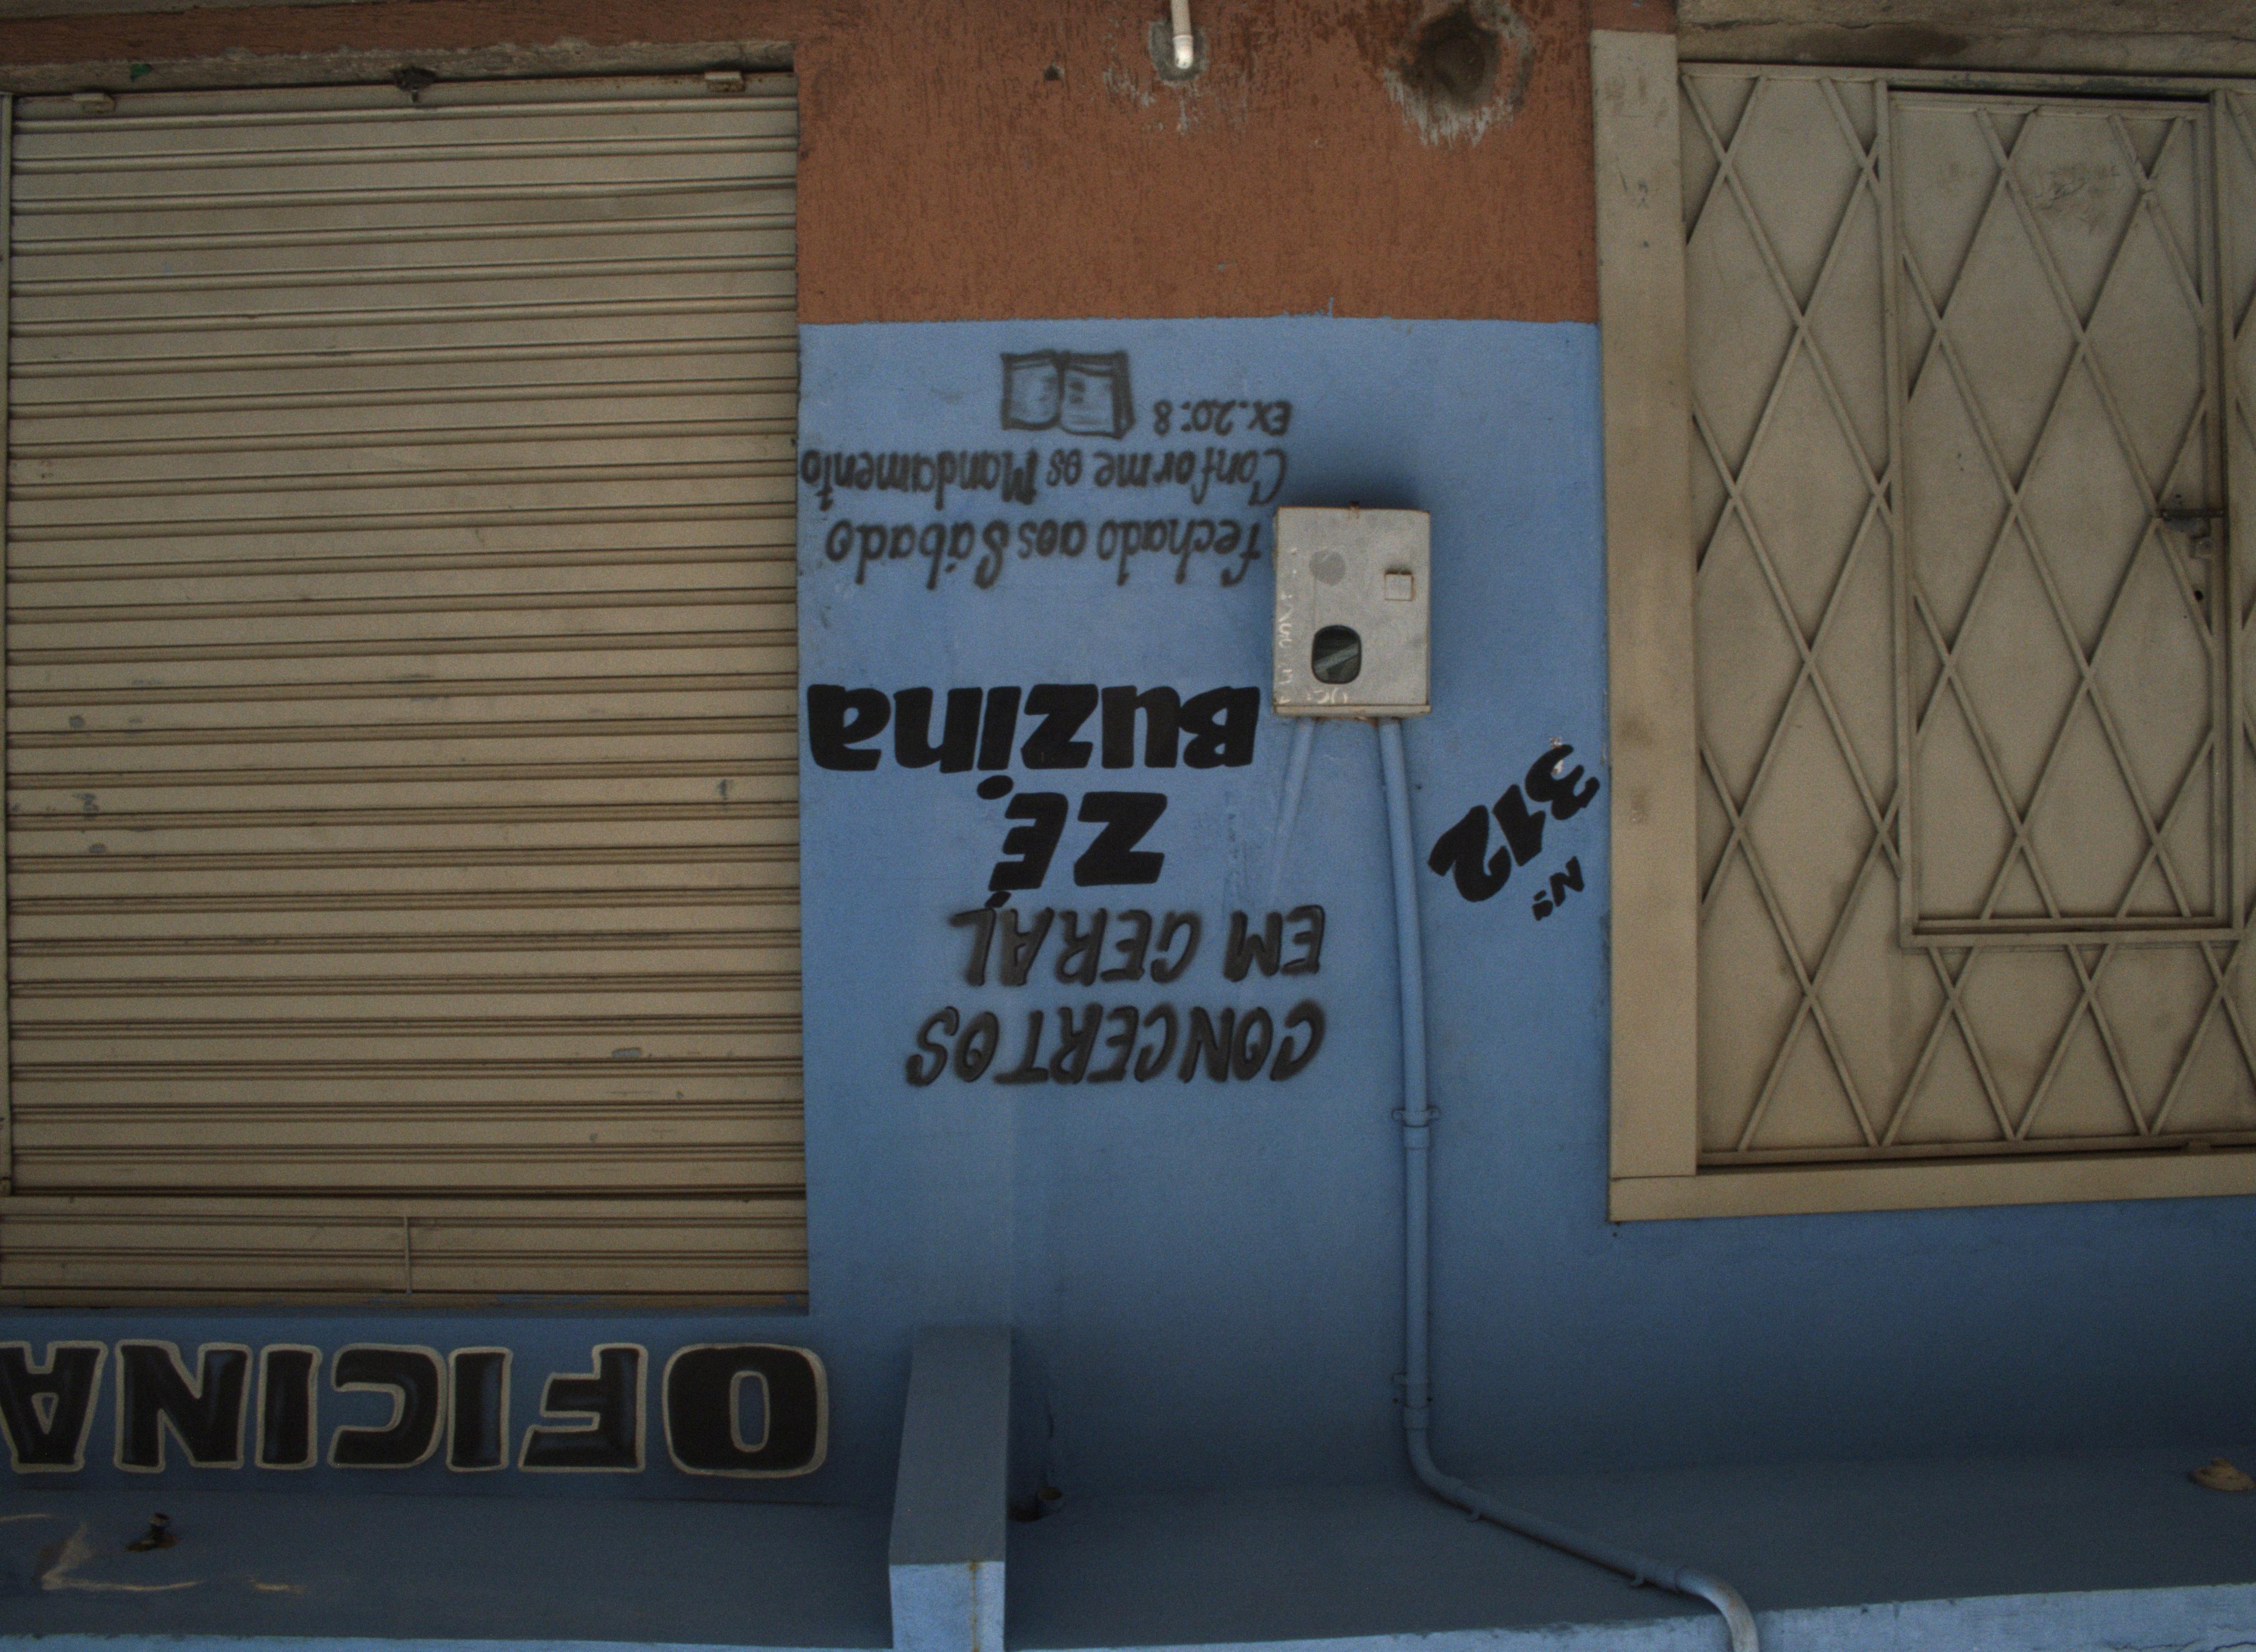 OFICINA
CONCERTOS
EM GERAL
ZÉ
Buzina
Nº
312
fechado aos Sábado
Conforme os Mandamento
Ex.20:8